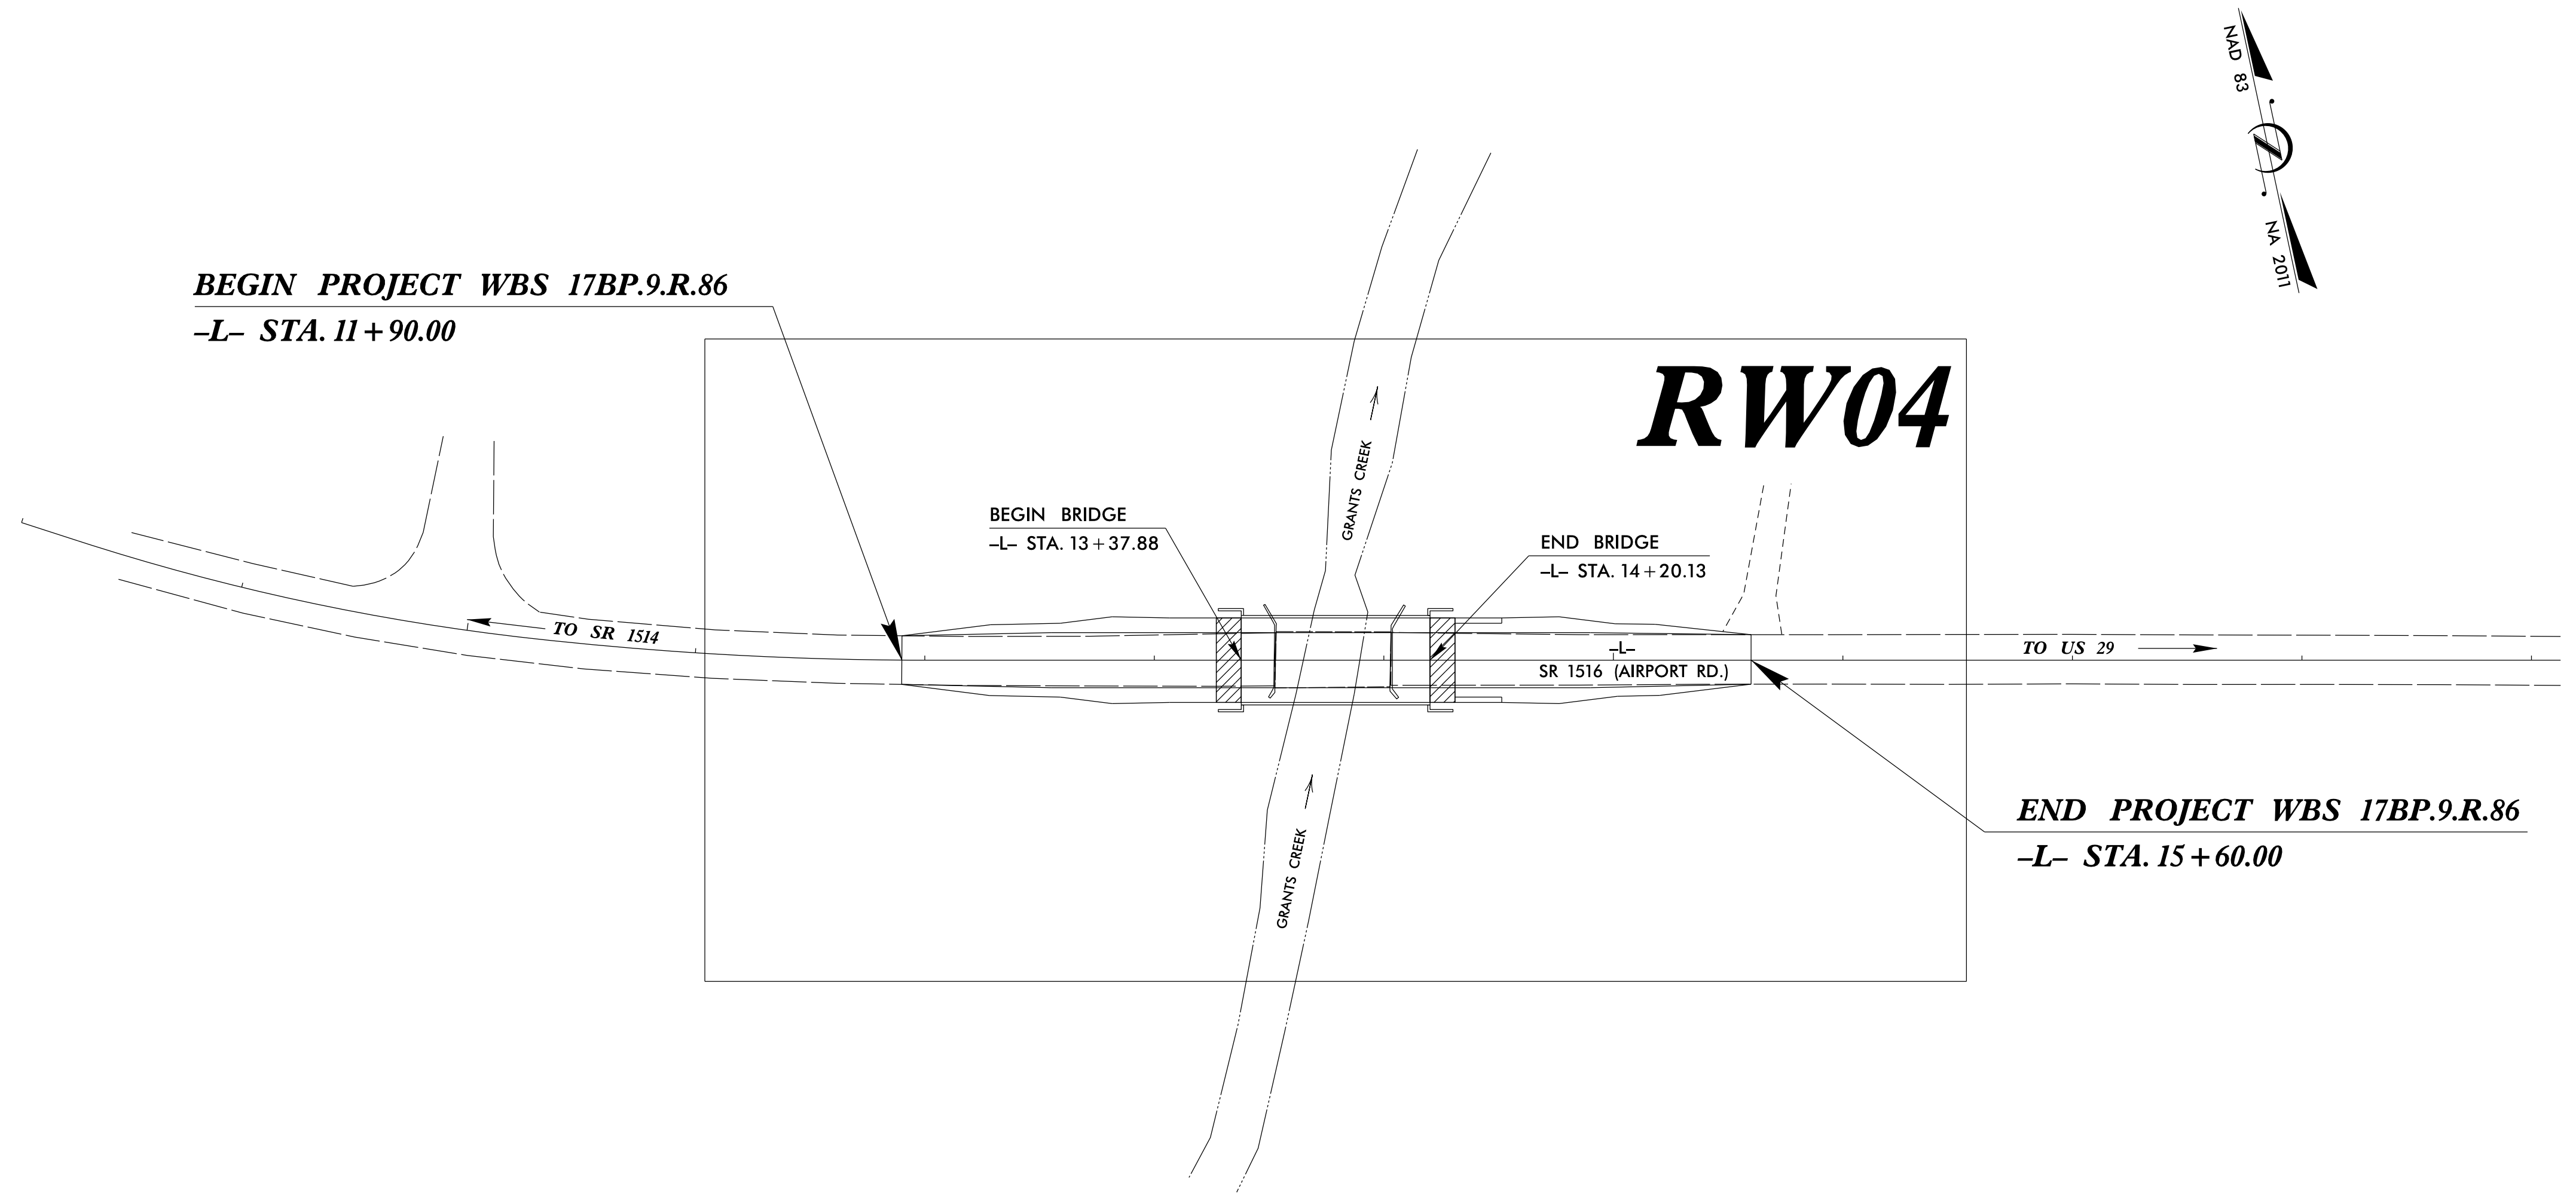 NAD 83
N
NA 2011
BEGIN PROJECT WBS 17BP.9.R.86
–L– STA. 11+90.00
RW04
GRANTS CREEK
BEGIN BRIDGE
–L– STA. 13+37.88
END BRIDGE
–L– STA. 14+20.13
TO SR 1514
–L–
SR 1516 (AIRPORT RD.)
TO US 29
GRANTS CREEK
END PROJECT WBS 17BP.9.R.86
–L– STA. 15+60.00